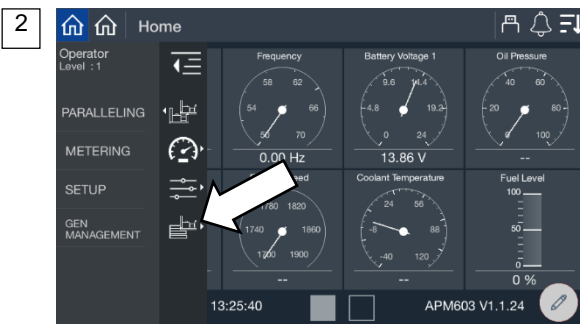 2
Home
Operator
Level : 1
PARALLELING
METERING
SETUP
GEN
MANAGEMENT
Frequency
58 62
54 66
50 70
0.00 Hz
Battery Voltage 1
9.6 14.4
4.8 19.2
0 24
13.86 V
Oil Pressure
40 60
20 80
0 100
--
eed
1780 1820
1740 1860
1700 1900
--
Coolant Temperature
24 56
-8 88
-40 120
--
Fuel Level
100
50
0
0 %
13:25:40
APM603 V1.1.24